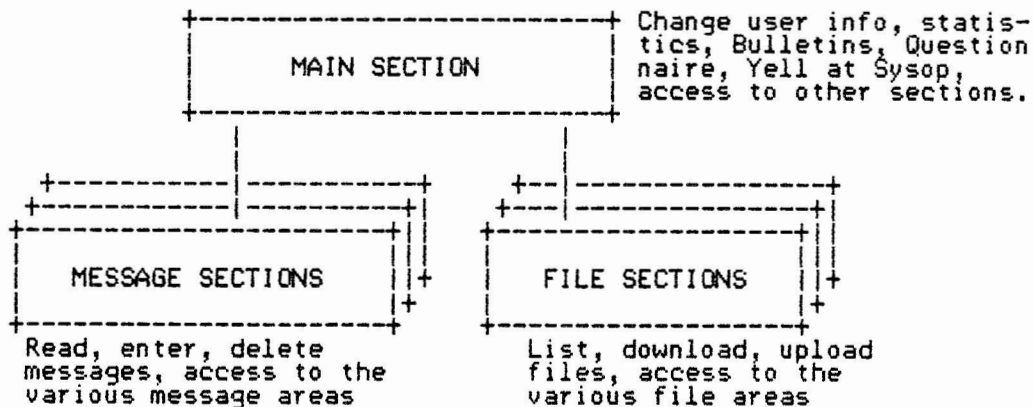 Change user info, statis-
tics, Bulletins, Question
naire, Yell at Sysop,
access to other sections.
MAIN SECTION
MESSAGE SECTIONS
FILE SECTIONS
Read, enter, delete
messages, access to the
various message areas
List, download, upload
files, access to the
various file areas